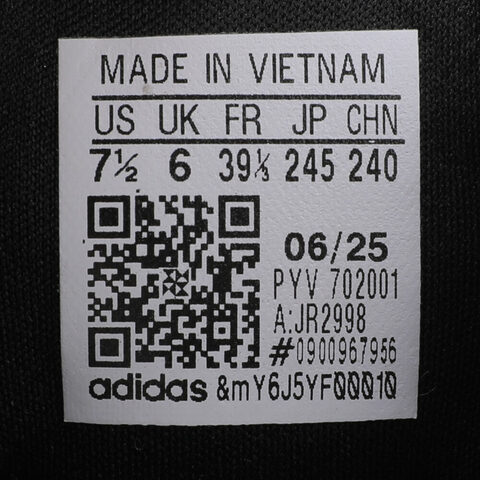 MADE IN VIETNAM
US UK FR JP CHN
7½ 6 39⅓ 245 240
06/25
PYV 702001
A:JR2998
#0900967956
adidas &mY6J5YF00010